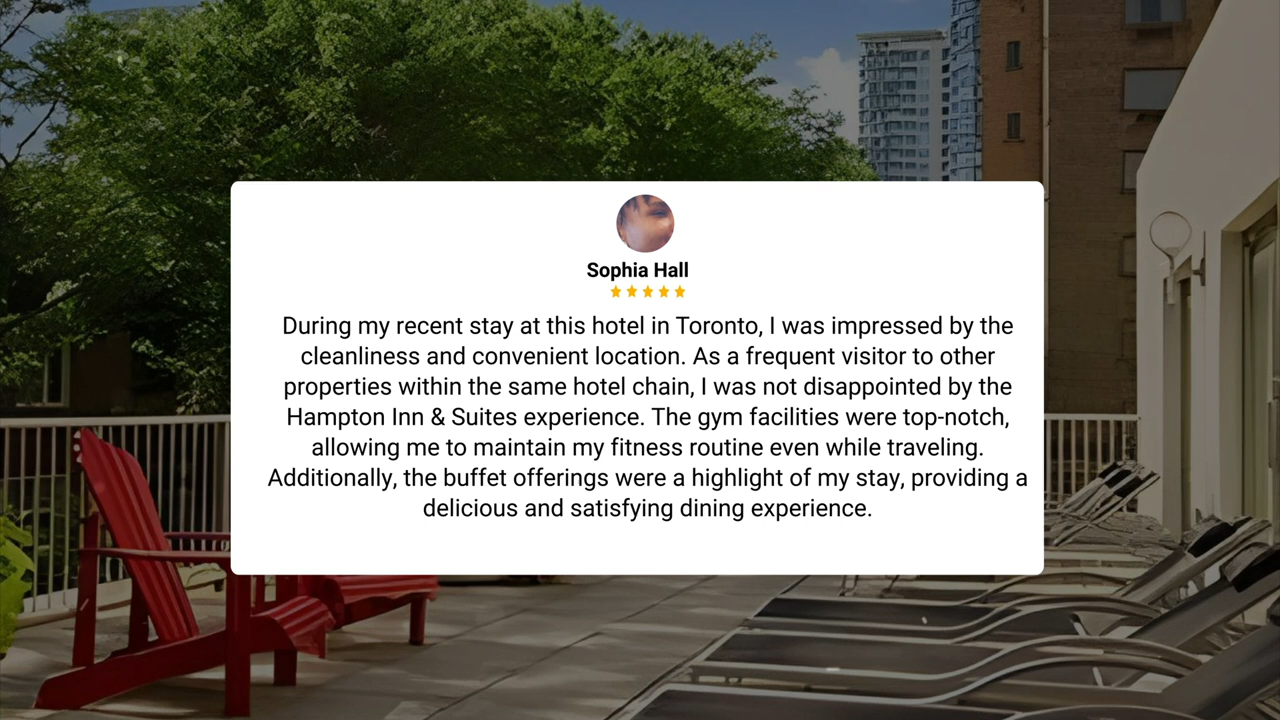 Sophia Hall
During my recent stay at this hotel in Toronto, I was impressed by the
cleanliness and convenient location. As a frequent visitor to other
properties within the same hotel chain, I was not disappointed by the
Hampton Inn & Suites experience. The gym facilities were top-notch,
allowing me to maintain my fitness routine even while traveling.
Additionally, the buffet offerings were a highlight of my stay, providing a
delicious and satisfying dining experience.